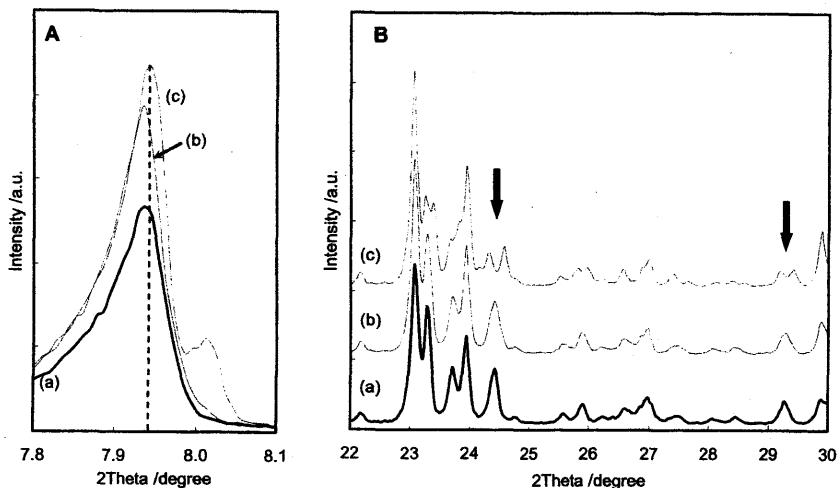 A
(c)
(b)
(a)
Intensity /a.u.
7.8 7.9 8.0 8.1
2Theta /degree
B
(c)
(b)
(a)
Intensity /a.u.
22 23 24 25 26 27 28 29 30
2Theta /degree